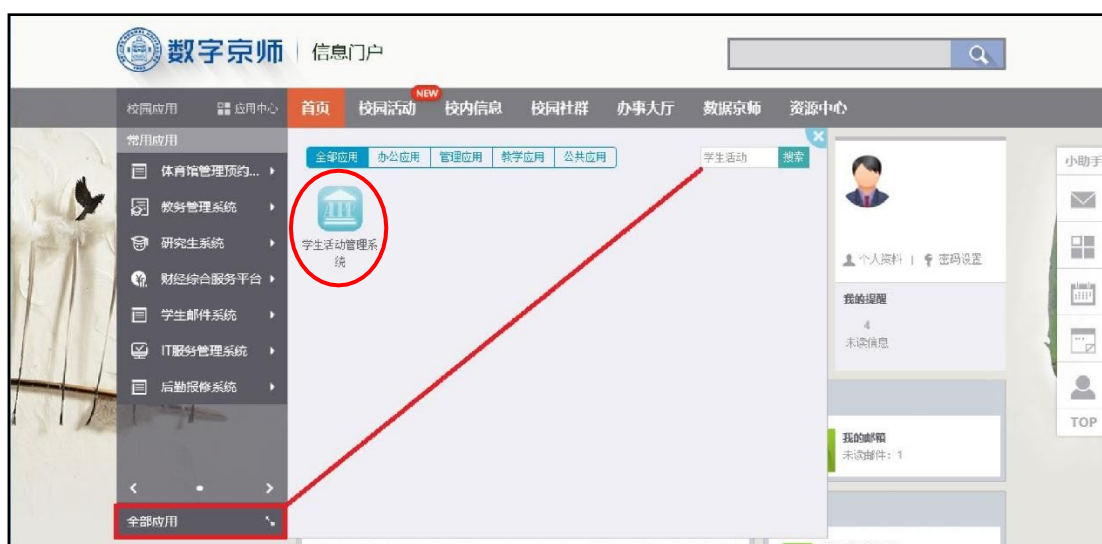 数字京师 信息门户
校园应用 应用中心 首页 校园活动 NEW 校内信息 校园社群 办事大厅 数据京师 资源中心
常用应用
体育馆管理预约...
教务管理系统
研究生系统
财经综合服务平台
学生邮件系统
IT服务管理系统
后勤报修系统
全部应用
全部应用 办公应用 管理应用 教学应用 公共应用 学生活动 搜索
学生活动管理系
统
个人资料 | 密码设置
我的提醒
4
未读信息
我的邮箱
未读邮件: 1
小助手
TOP